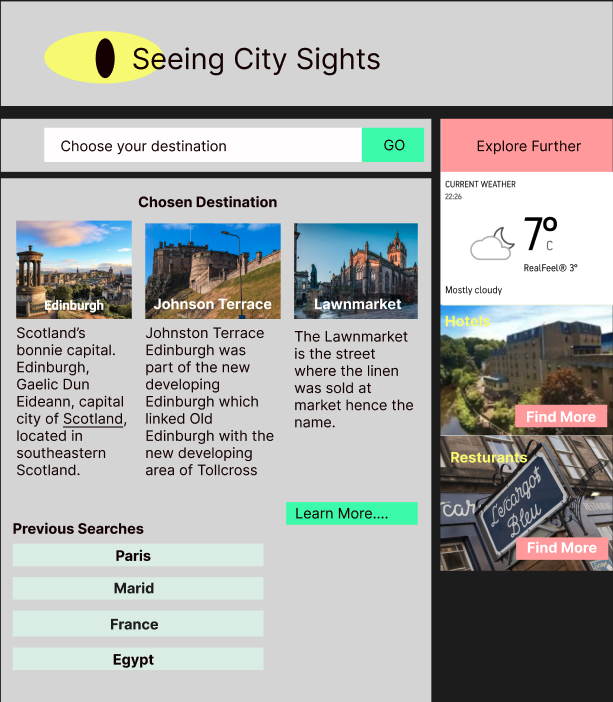 Seeing City Sights
Choose your destination
GO
Explore Further
CURRENT WEATHER
22:26
7°
C
RealFeel® 3°
Mostly cloudy
Chosen Destination
Edinburgh
Scotland’s
bonnie capital.
Edinburgh,
Gaelic Dun
Eideann, capital
city of Scotland,
located in
southeastern
Scotland.
Johnson Terrace
Johnston Terrace
Edinburgh was
part of the new
developing
Edinburgh which
linked Old
Edinburgh with the
new developing
area of Tollcross
Lawnmarket
The Lawnmarket
is the street
where the linen
was sold at
market hence the
name.
Learn More....
Hotels
Find More
Resturants
L'escargot
Bleu
Find More
Previous Searches
Paris
Marid
France
Egypt